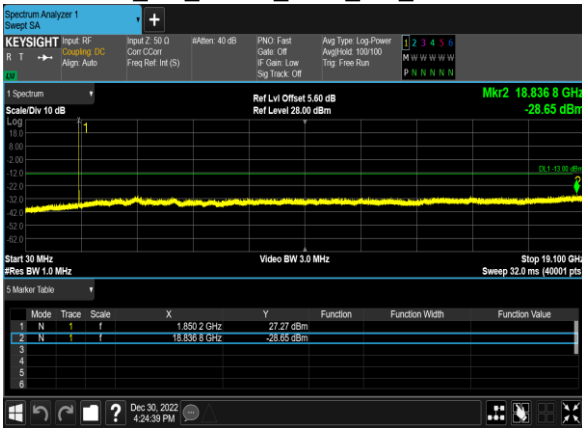 Spectrum Analyzer 1
Swept SA
+
KEYSIGHT Input: RF Input Z: 50 Ω #Atten: 40 dB PNO: Fast Avg Type: Log-Power 1 2 3 4 5 6
R T Coupling: DC Corr CCorr Gate: Off Avg|Hold: 100/100 M W W W W W
Align: Auto Freq Ref: Int (S) IF Gain: Low Trig: Free Run
LXI Sig Track: Off P N N N N N
1 Spectrum Ref Lvl Offset 5.60 dB Mkr2 18.836 8 GHz
Scale/Div 10 dB Ref Level 28.00 dBm -28.65 dBm
Log
18.0
8.00
-2.00
-12.0
-22.0
-32.0
-42.0
-52.0
-62.0
1
DL1 -13.00 dBm
2
Start 30 MHz Video BW 3.0 MHz Stop 19.100 GHz
#Res BW 1.0 MHz Sweep 32.0 ms (40001 pts
5 Marker Table
Mode Trace Scale X Y Function Function Width Function Value
1 N 1 f 1.850 2 GHz 27.27 dBm
2 N 1 f 18.836 8 GHz -28.65 dBm
3
4
5
6
? Dec 30, 2022
4:24:39 PM